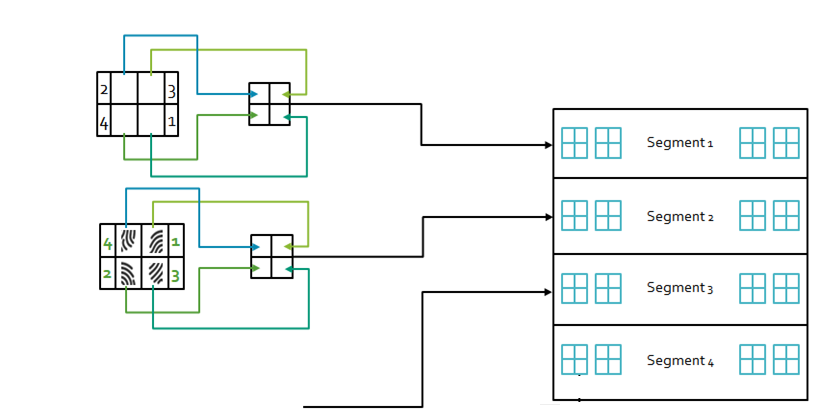 2 3
4 1
4 1
2 3
Segment 1
Segment 2
Segment 3
Segment 4